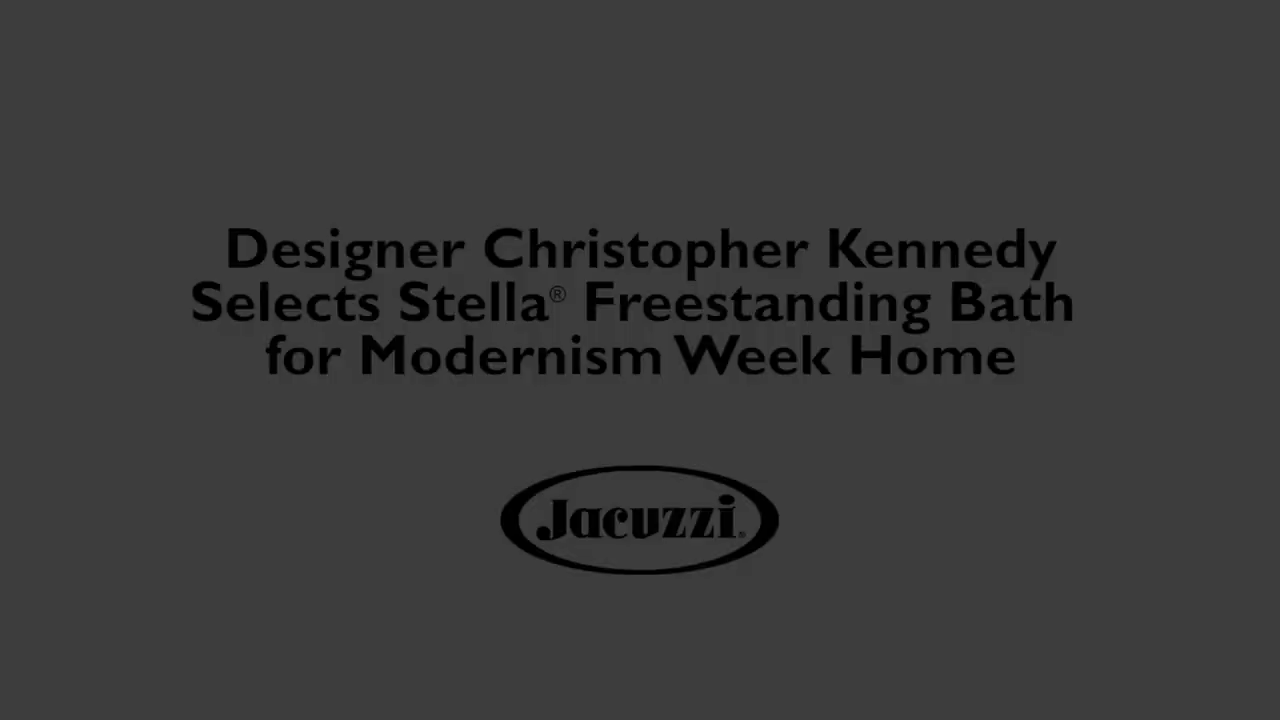 Designer Christopher Kennedy
Selects Stella® Freestanding Bath
for Modernism Week Home
Jacuzzi®